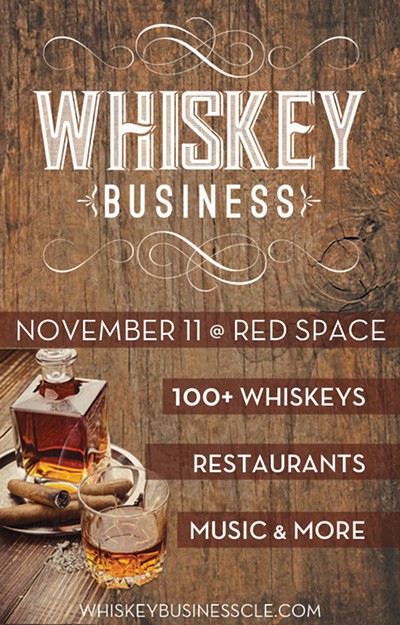 WHISKEY
BUSINESS
NOVEMBER 11 @ RED SPACE
100+ WHISKEYS
RESTAURANTS
MUSIC & MORE
WHISKEYBUSINESSCLE.COM